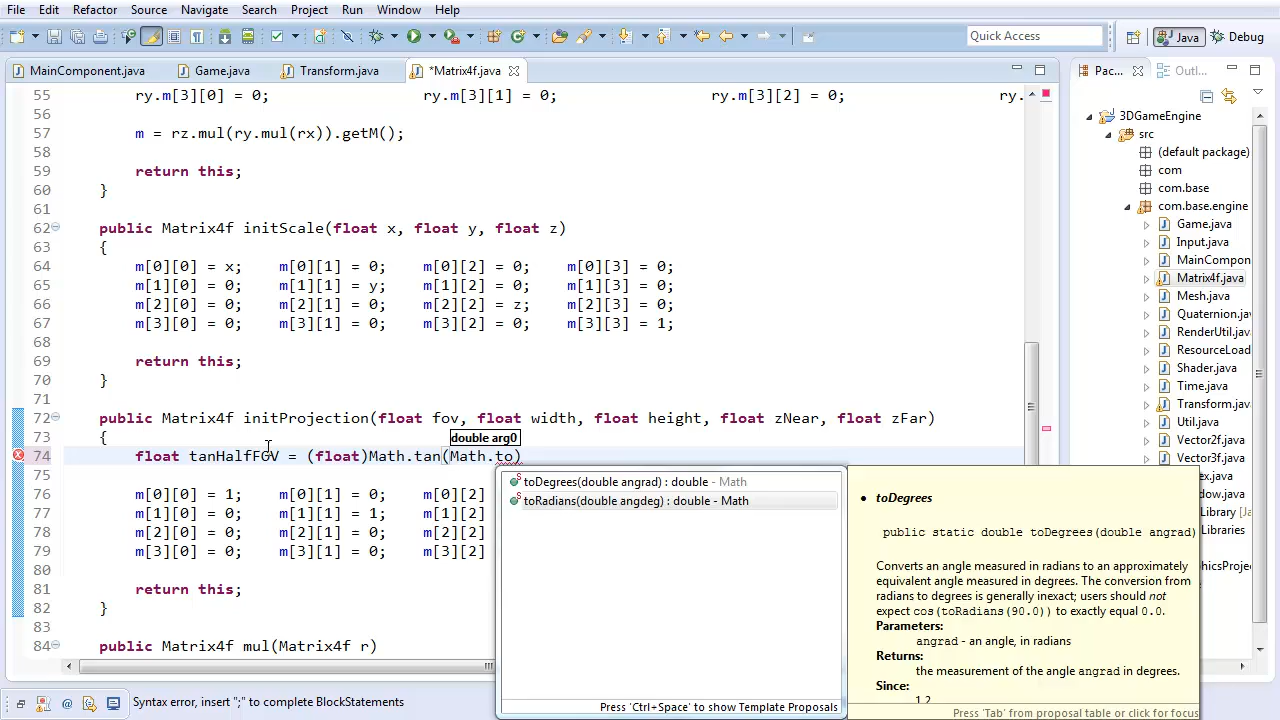 File Edit Refactor Source Navigate Search Project Run Window Help
Quick Access Java Debug
MainComponent.java Game.java Transform.java *Matrix4f.java Pac... Outl...
55 ry.m[3][0] = 0; ry.m[3][1] = 0; ry.m[3][2] = 0; ry.
56
57 m = rz.mul(ry.mul(rx)).getM();
58
59 return this;
60 }
61
62 public Matrix4f initScale(float x, float y, float z)
63 {
64 m[0][0] = x; m[0][1] = 0; m[0][2] = 0; m[0][3] = 0;
65 m[1][0] = 0; m[1][1] = y; m[1][2] = 0; m[1][3] = 0;
66 m[2][0] = 0; m[2][1] = 0; m[2][2] = z; m[2][3] = 0;
67 m[3][0] = 0; m[3][1] = 0; m[3][2] = 0; m[3][3] = 1;
68
69 return this;
70 }
71
72 public Matrix4f initProjection(float fov, float width, float height, float zNear, float zFar)
73 {
double arg0
74 float tanHalfFOV = (float)Math.tan(Math.to)
75
76 m[0][0] = 1; m[0][1] = 0; m[0][2]
77 m[1][0] = 0; m[1][1] = 1; m[1][2]
78 m[2][0] = 0; m[2][1] = 0; m[2][2]
79 m[3][0] = 0; m[3][1] = 0; m[3][2]
80
81 return this;
82 }
83
84 public Matrix4f mul(Matrix4f r)
toDegrees(double angrad) : double - Math
toRadians(double angdeg) : double - Math
Press 'Ctrl+Space' to show Template Proposals
toDegrees
public static double toDegrees(double angrad)
Converts an angle measured in radians to an approximately
equivalent angle measured in degrees. The conversion from
radians to degrees is generally inexact; users should not
expect cos(toRadians(90.0)) to exactly equal 0.0.
Parameters:
angrad - an angle, in radians
Returns:
the measurement of the angle angrad in degrees.
Since:
1.2
Press 'Tab' from proposal table or click for focus
3DGameEngine
src
(default package)
com
com.base
com.base.engine
Game.java
Input.java
MainCompon
Matrix4f.java
Mesh.java
Quaternion.jav
RenderUtil.java
ResourceLoad
Shader.java
Time.java
Transform.java
Util.java
Vector2f.java
Vector3f.java
dow.java
Library [Ja
Libraries
phicsProje
Syntax error, insert ";" to complete BlockStatements